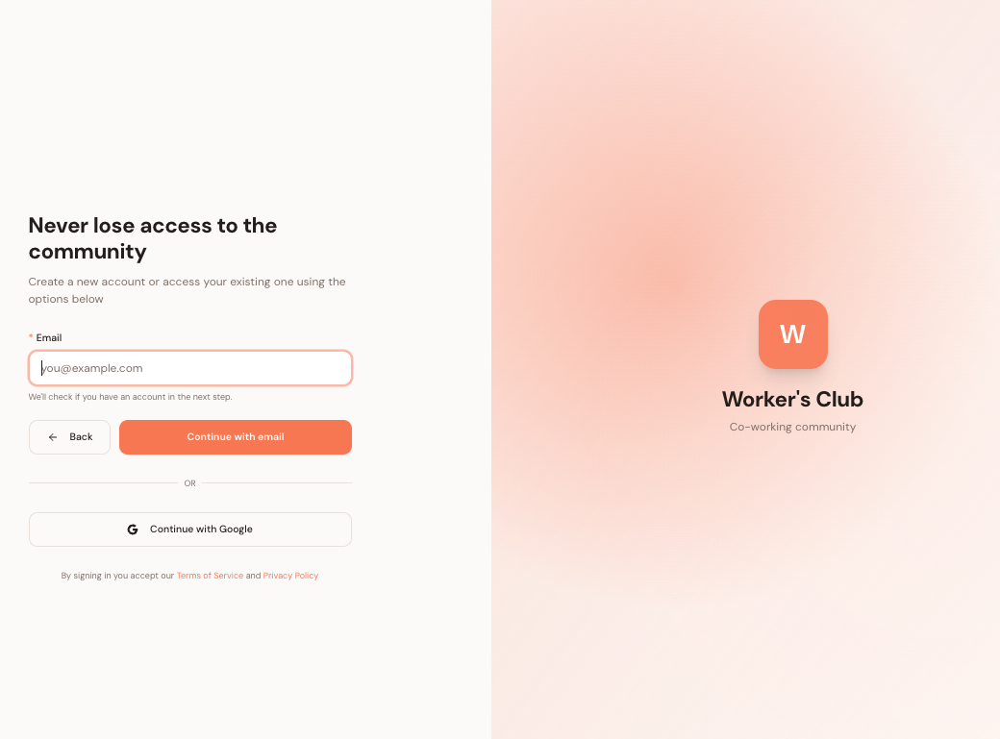 Never lose access to the
community
Create a new account or access your existing one using the
options below
* Email
you@example.com
We'll check if you have an account in the next step.
Back
Continue with email
OR
Continue with Google
By signing in you accept our Terms of Service and Privacy Policy
W
Worker's Club
Co-working community